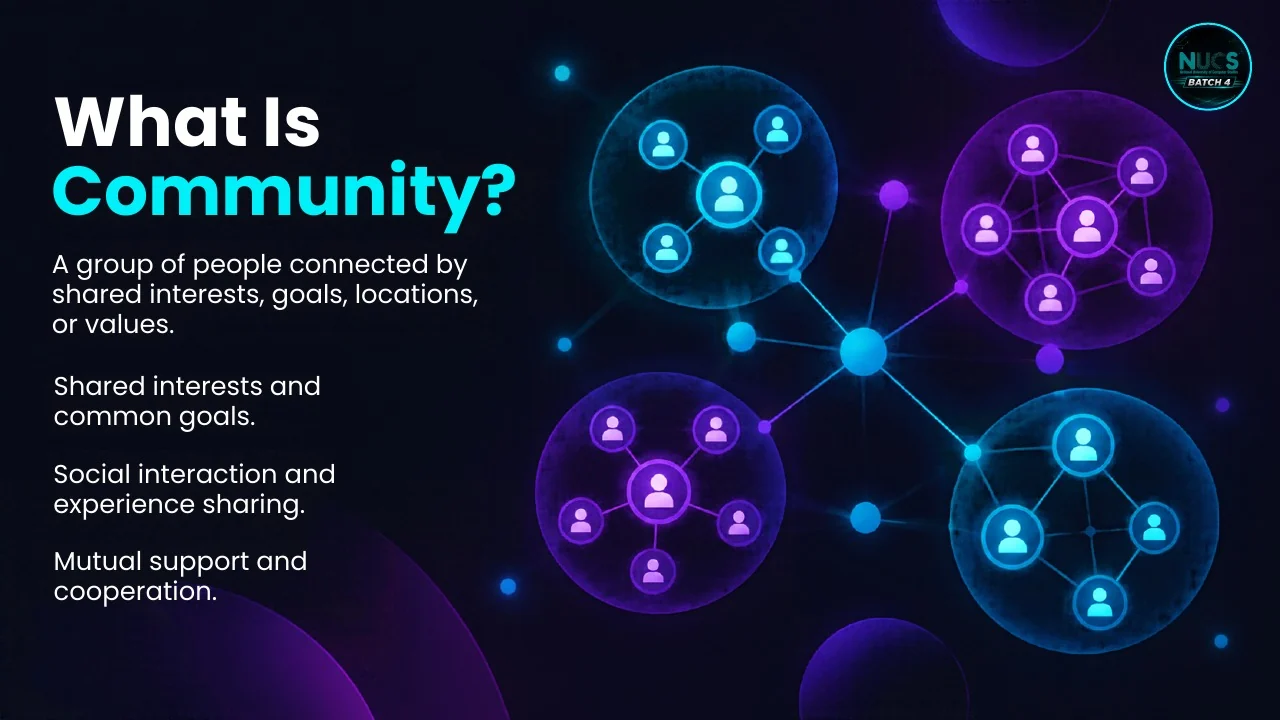 What Is
Community?
A group of people connected by
shared interests, goals, locations,
or values.
Shared interests and
common goals.
Social interaction and
experience sharing.
Mutual support and
cooperation.
NUCS
BATCH 4